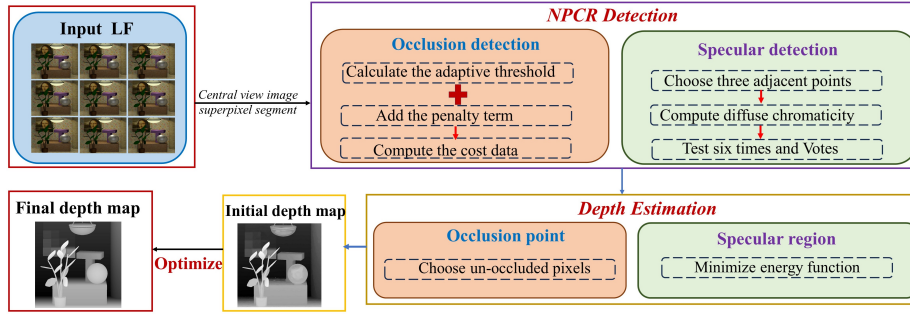 Input LF
Central view image
superpixel segment
NPCR Detection
Occlusion detection
Calculate the adaptive threshold
Add the penalty term
Compute the cost data
Specular detection
Choose three adjacent points
Compute diffuse chromaticity
Test six times and Votes
Depth Estimation
Occlusion point
Choose un-occluded pixels
Specular region
Minimize energy function
Initial depth map
Optimize
Final depth map